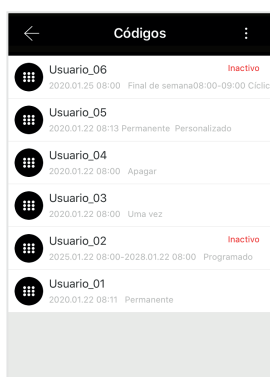 Códigos
Usuario_06 Inactivo
2020.01.25 08:00 Final de semana08:00-09:00 Cíclic
Usuario_05
2020.01.22 08:13 Permanente Personalizado
Usuario_04
2020.01.22 08:00 Apagar
Usuario_03
2020.01.22 08:00 Uma vez
Usuario_02 Inactivo
2025.01.22 08:00-2028.01.22 08:00 Programado
Usuario_01
2020.01.22 08:11 Permanente